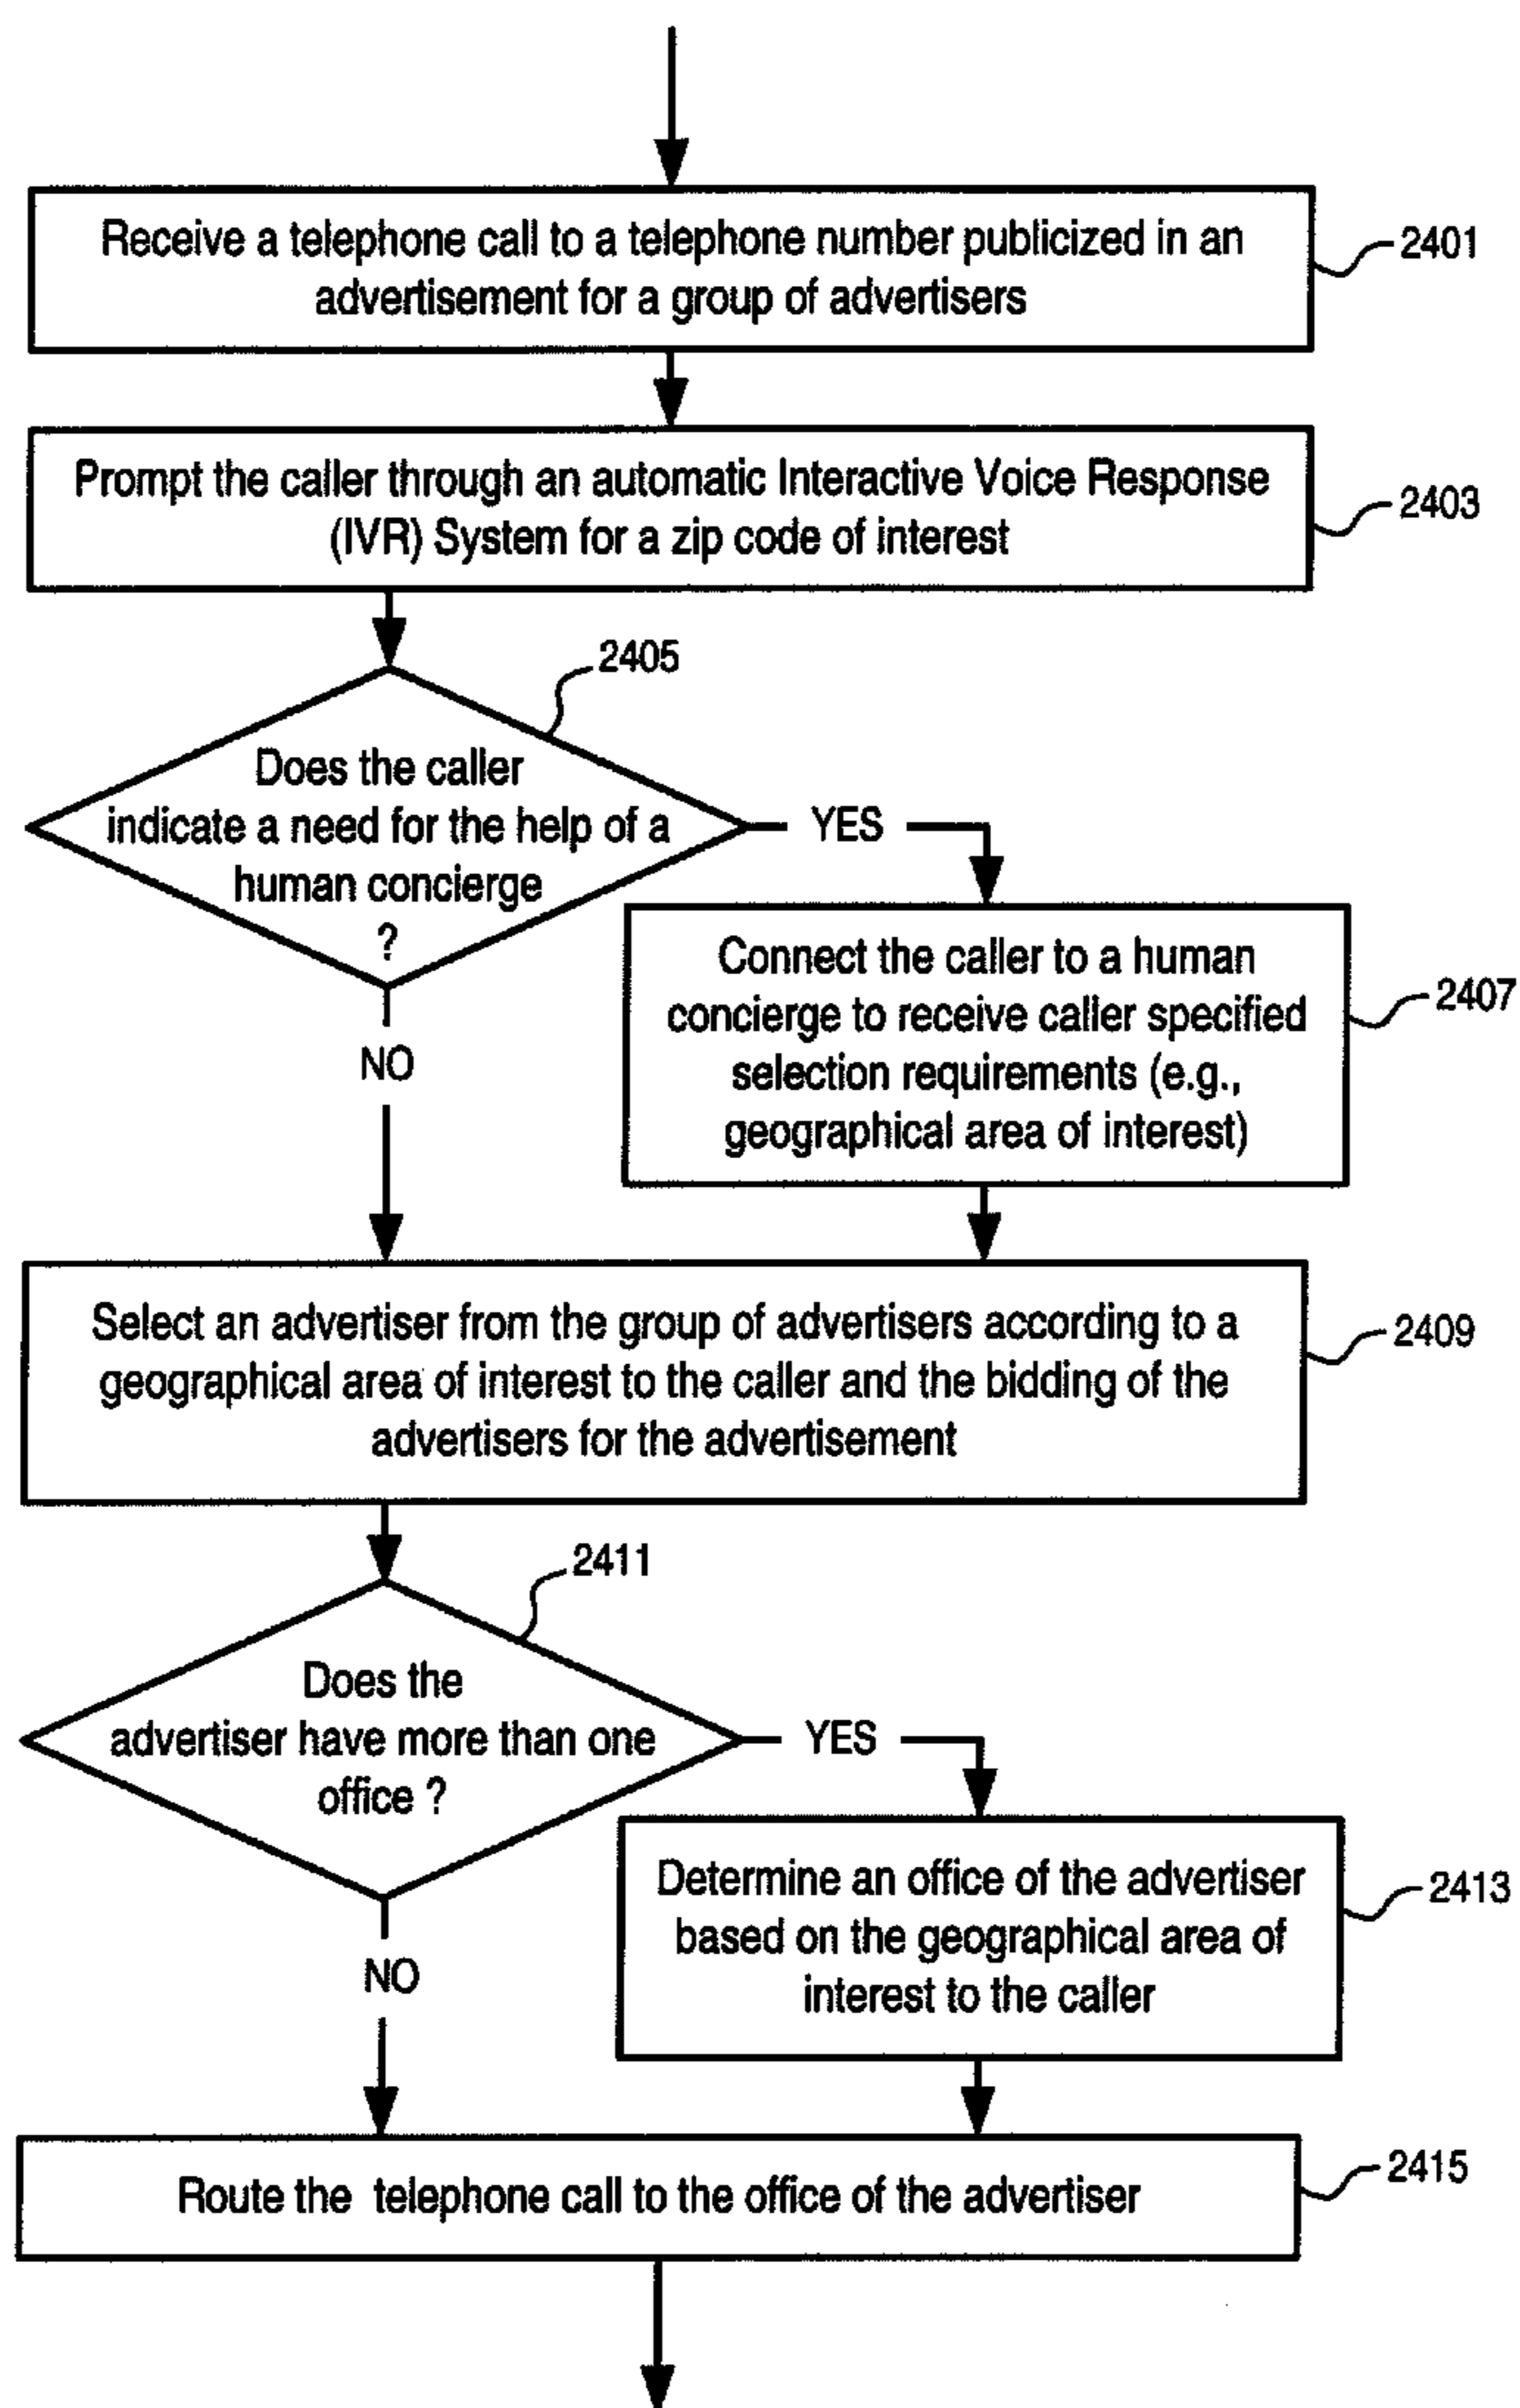 Receive a telephone call to a telephone number publicized in an
advertisement for a group of advertisers
2401
Prompt the caller through an automatic Interactive Voice Response
(IVR) System for a zip code of interest
2403
2405
Does the caller
indicate a need for the help of a
human concierge
?
YES
NO
Connect the caller to a human
concierge to receive caller specified
selection requirements (e.g.,
geographical area of interest)
2407
Select an advertiser from the group of advertisers according to a
geographical area of interest to the caller and the bidding of the
advertisers for the advertisement
2409
2411
Does the
advertiser have more than one
office ?
YES
NO
Determine an office of the advertiser
based on the geographical area of
interest to the caller
2413
Route the telephone call to the office of the advertiser
2415